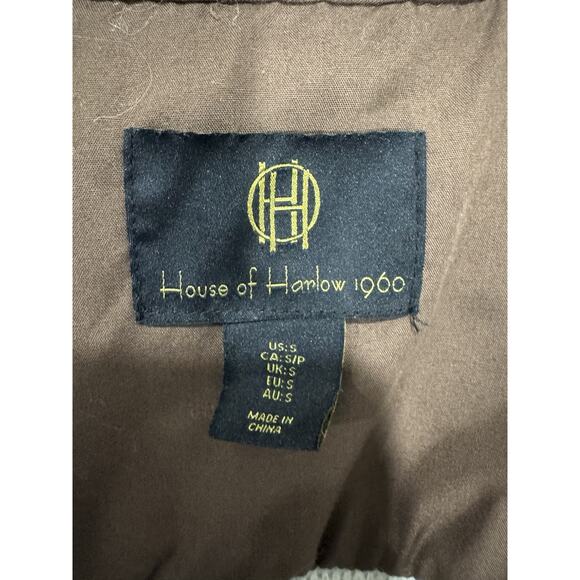 House of Harlow 1960
US:S
CA:S/P
UK:S
EU:S
AU:S
MADE IN
CHINA